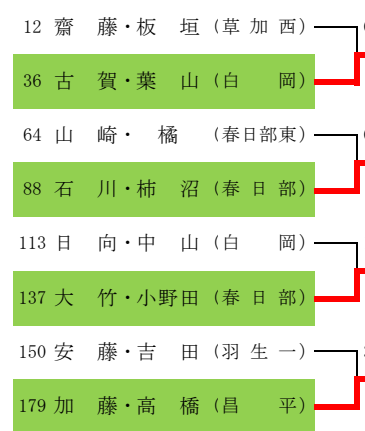 12 齋 藤・板 垣 (草 加 西)
36 古 賀・葉 山 (白 岡)
64 山 崎・ 橘 (春日部東)
88 石 川・柿 沼 (春 日 部)
113 日 向・中 山 (白 岡)
137 大 竹・小野田 (春 日 部)
150 安 藤・吉 田 (羽 生 一)
179 加 藤・高 橋 (昌 平)